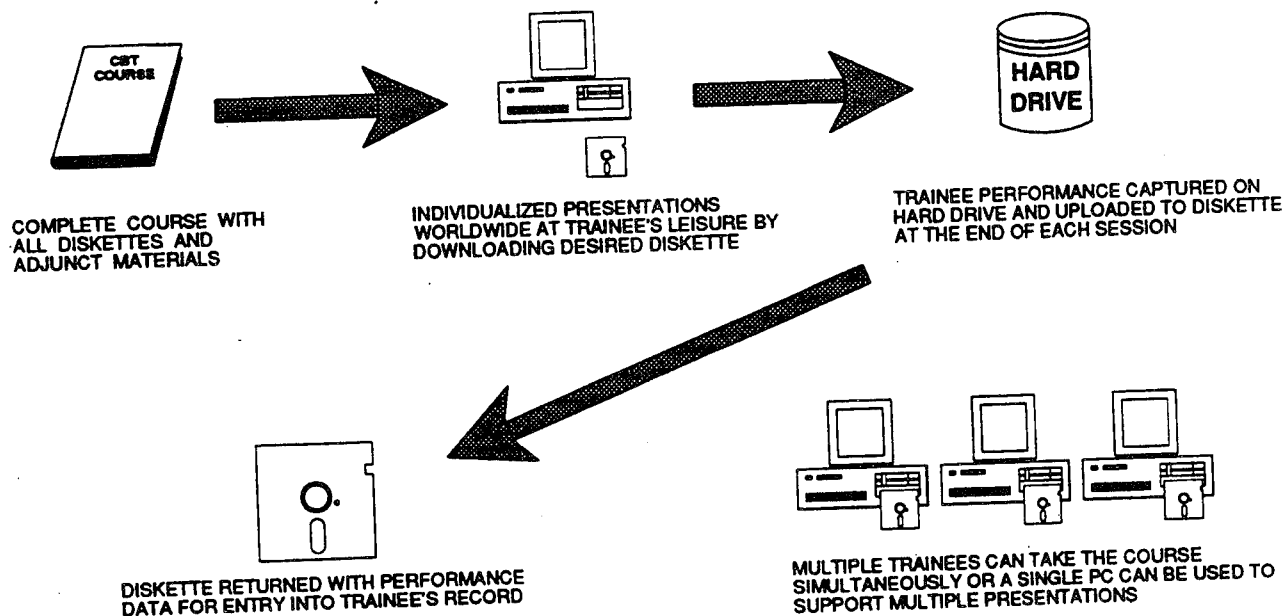 CBT
COURSE
HARD
DRIVE
COMPLETE COURSE WITH
ALL DISKETTES AND
ADJUNCT MATERIALS
INDIVIDUALIZED PRESENTATIONS
WORLDWIDE AT TRAINEE'S LEISURE BY
DOWNLOADING DESIRED DISKETTE
TRAINEE PERFORMANCE CAPTURED ON
HARD DRIVE AND UPLOADED TO DISKETTE
AT THE END OF EACH SESSION
DISKETTE RETURNED WITH PERFORMANCE
DATA FOR ENTRY INTO TRAINEE'S RECORD
MULTIPLE TRAINEES CAN TAKE THE COURSE
SIMULTANEOUSLY OR A SINGLE PC CAN BE USED TO
SUPPORT MULTIPLE PRESENTATIONS